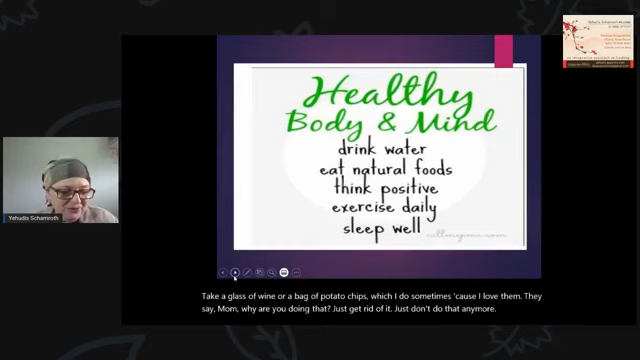 Healthy
Body & Mind
drink water
eat natural foods
think positive
exercise daily
sleep well
Yehudis Schamroth
Take a glass of wine or a bag of potato chips, which I do sometimes 'cause I love them. They
say, Mom, why are you doing that? Just get rid of it. Just don't do that anymore.